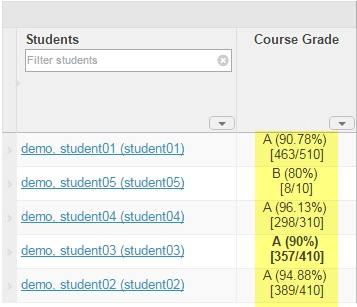 Students Course Grade
Filter students
demo, student01 (student01) A (90.78%)
[463/510]
demo, student05 (student05) B (80%)
[8/10]
demo, student04 (student04) A (96.13%)
[298/310]
demo, student03 (student03) A (90%)
[357/410]
demo, student02 (student02) A (94.88%)
[389/410]